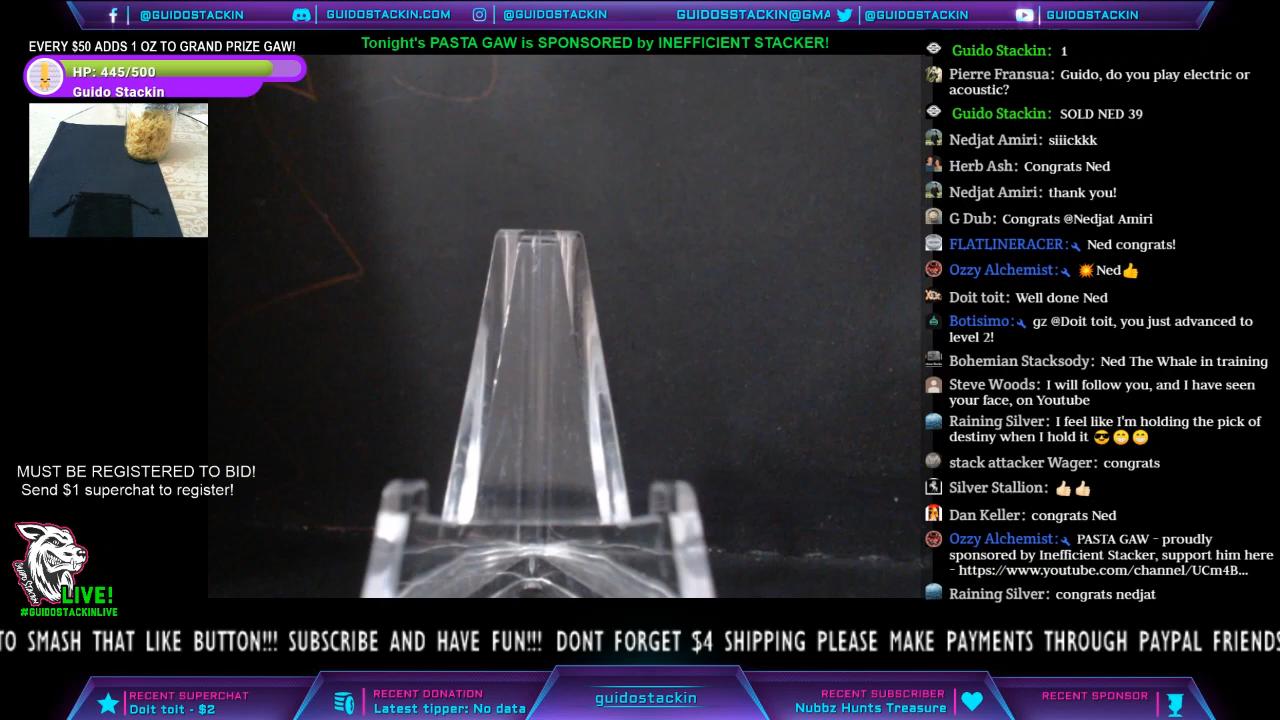 @GUIDOSTACKIN
GUIDOSTACKIN.COM
@GUIDOSTACKIN
GUIDOSSTACKIN@GMA
@GUIDOSTACKIN
GUIDOSTACKIN
EVERY $50 ADDS 1 OZ TO GRAND PRIZE GAW!
HP: 445/500
Guido Stackin
Tonight's PASTA GAW is SPONSORED by INEFFICIENT STACKER!
Guido Stackin: 1
Pierre Fransua: Guido, do you play electric or
acoustic?
Guido Stackin: SOLD NED 39
Nedjat Amiri: siiickkk
Herb Ash: Congrats Ned
Nedjat Amiri: thank you!
G Dub: Congrats @Nedjat Amiri
FLATLINERACER: Ned congrats!
Ozzy Alchemist: 💥Ned👍
Doit toit: Well done Ned
Botisimo: gz @Doit toit, you just advanced to
level 2!
Bohemian Stacksody: Ned The Whale in training
Steve Woods: I will follow you, and I have seen
your face, on Youtube
Raining Silver: I feel like I'm holding the pick of
destiny when I hold it 😎😁😁
stack attacker Wager: congrats
Silver Stallion: 👍🏻👍🏻
Dan Keller: congrats Ned
Ozzy Alchemist: PASTA GAW - proudly
sponsored by Inefficient Stacker, support him here
- https://www.youtube.com/channel/UCm4B...
Raining Silver: congrats nedjat
MUST BE REGISTERED TO BID!
Send $1 superchat to register!
GUIDO STACKIN
LIVE!
#GUIDOSTACKINLIVE
TO SMASH THAT LIKE BUTTON!!! SUBSCRIBE AND HAVE FUN!!! DONT FORGET $4 SHIPPING PLEASE MAKE PAYMENTS THROUGH PAYPAL FRIENDS
RECENT SUPERCHAT
Doit toit - $2
RECENT DONATION
Latest tipper: No data
guidostackin
RECENT SUBSCRIBER
Nubbz Hunts Treasure
RECENT SPONSOR